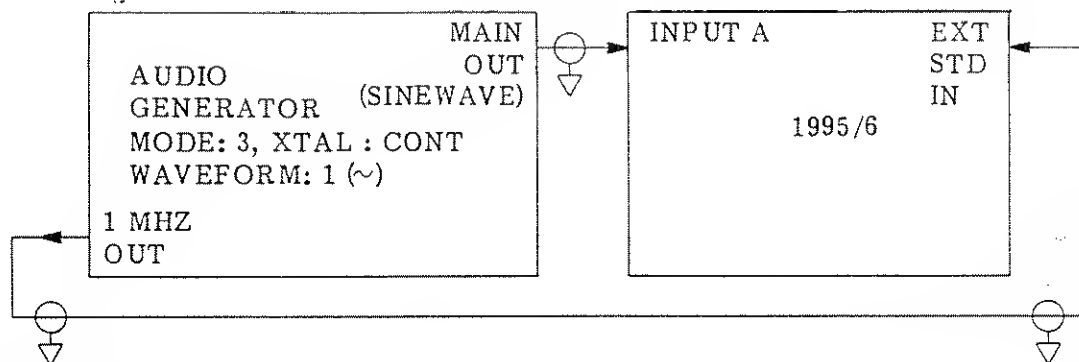 MAIN
OUT
(SINEWAVE)
AUDIO
GENERATOR
MODE: 3, XTAL : CONT
WAVEFORM: 1 (~)
1 MHZ
OUT
INPUT A
EXT
STD
IN
1995/6